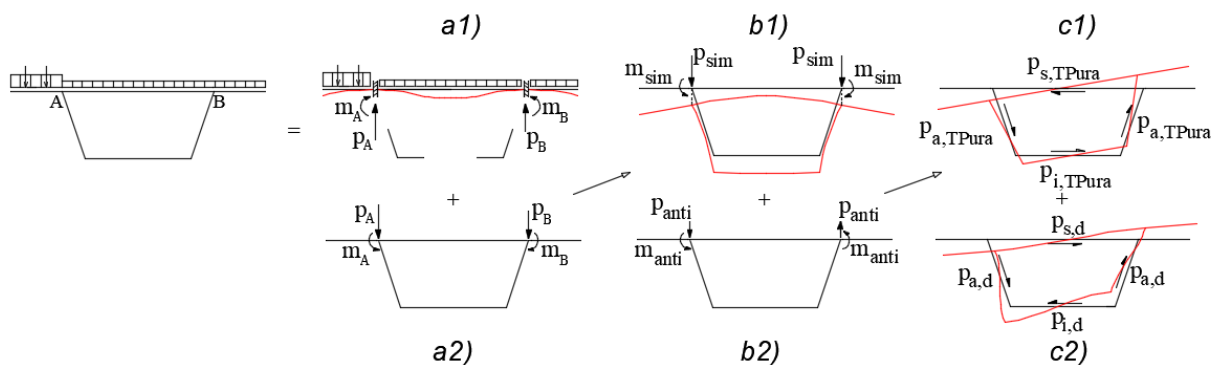 a1)
b1)
c1)
A
B
=
m_A
p_A
m_B
p_B
+
p_A
m_A
p_B
m_B
a2)
p_sim
m_sim
p_sim
m_sim
+
p_anti
m_anti
p_anti
m_anti
b2)
p_s,TPura
p_a,TPura
p_a,TPura
p_i,TPura
+
p_s,d
p_a,d
p_a,d
p_i,d
c2)